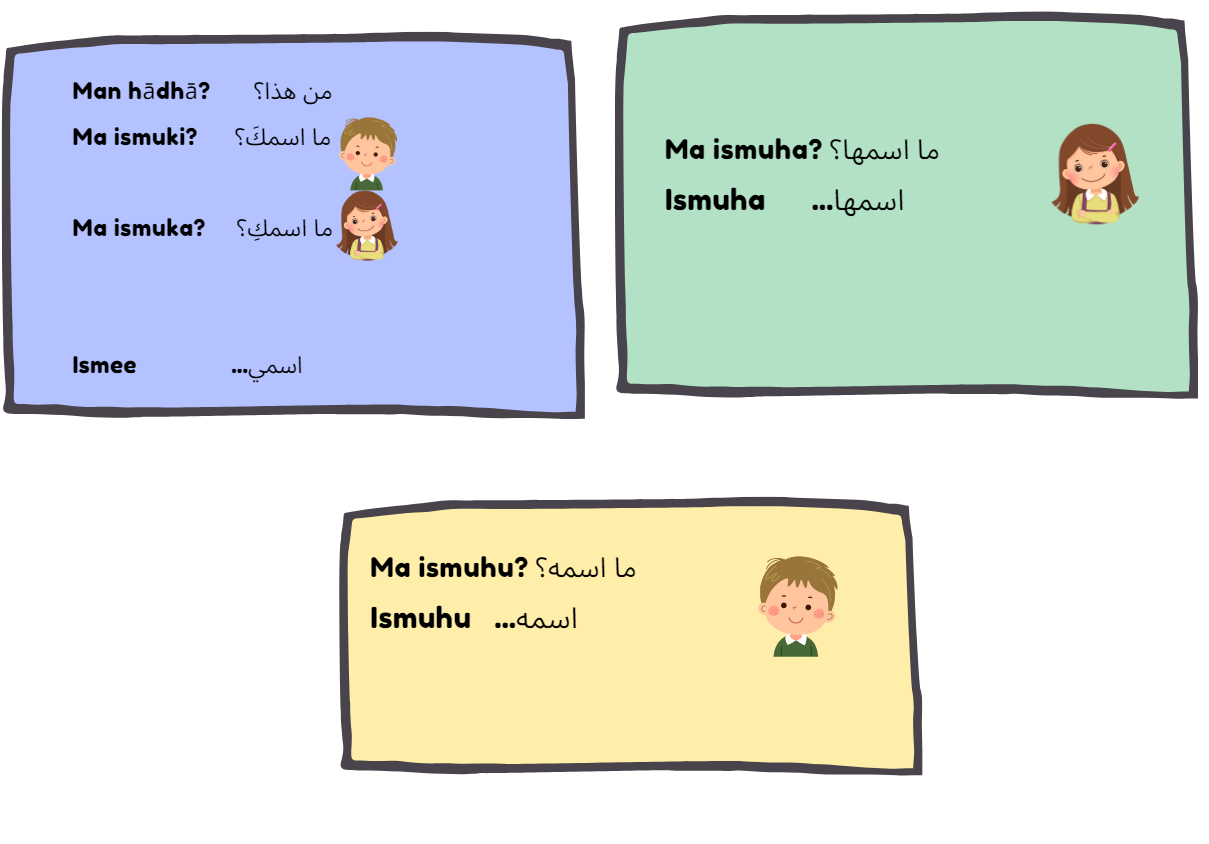 Man hādhā? من هذا؟
Ma ismuki? ما اسمكَ؟
Ma ismuka? ما اسمكِ؟
Ismee اسمي...
Ma ismuha? ما اسمها؟
Ismuha اسمها...
Ma ismuhu? ما اسمه؟
Ismuhu اسمه...